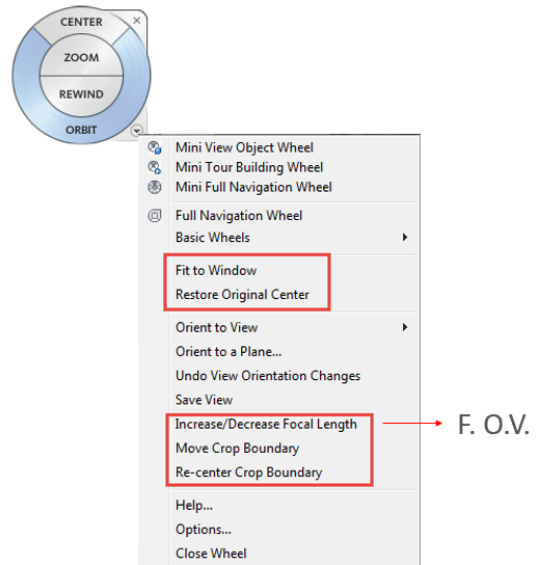 CENTER
ZOOM
REWIND
ORBIT
Mini View Object Wheel
Mini Tour Building Wheel
Mini Full Navigation Wheel
Full Navigation Wheel
Basic Wheels
Fit to Window
Restore Original Center
Orient to View
Orient to a Plane...
Undo View Orientation Changes
Save View
Increase/Decrease Focal Length
F. O.V.
Move Crop Boundary
Re-center Crop Boundary
Help...
Options...
Close Wheel